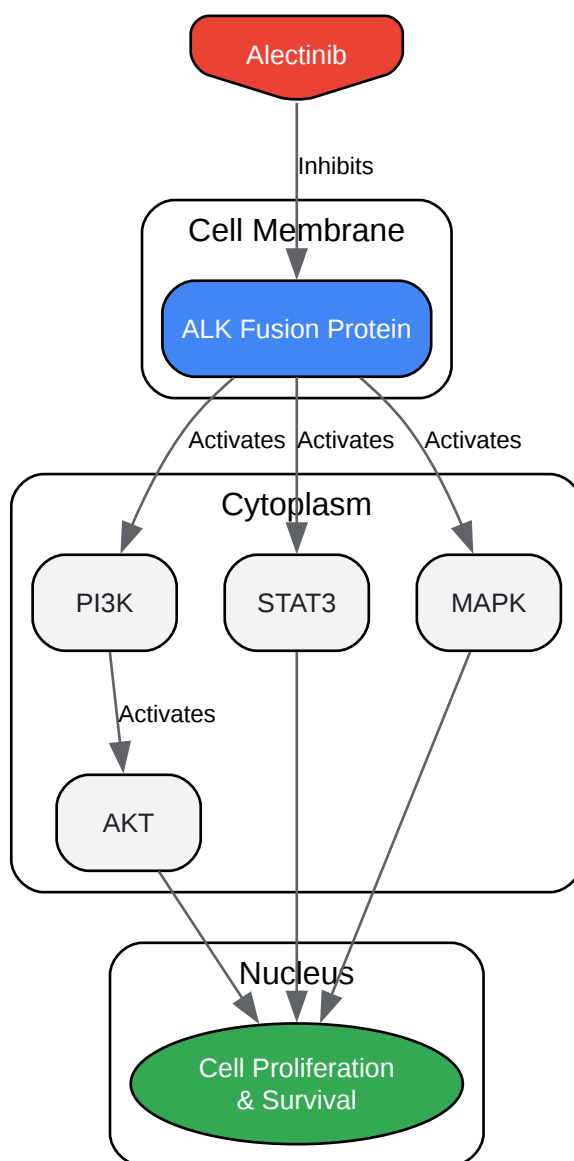 Alectinib
Inhibits
Cell Membrane
ALK Fusion Protein
Activates
Activates
Activates
Cytoplasm
PI3K
STAT3
MAPK
Activates
AKT
Nucleus
Cell Proliferation
& Survival